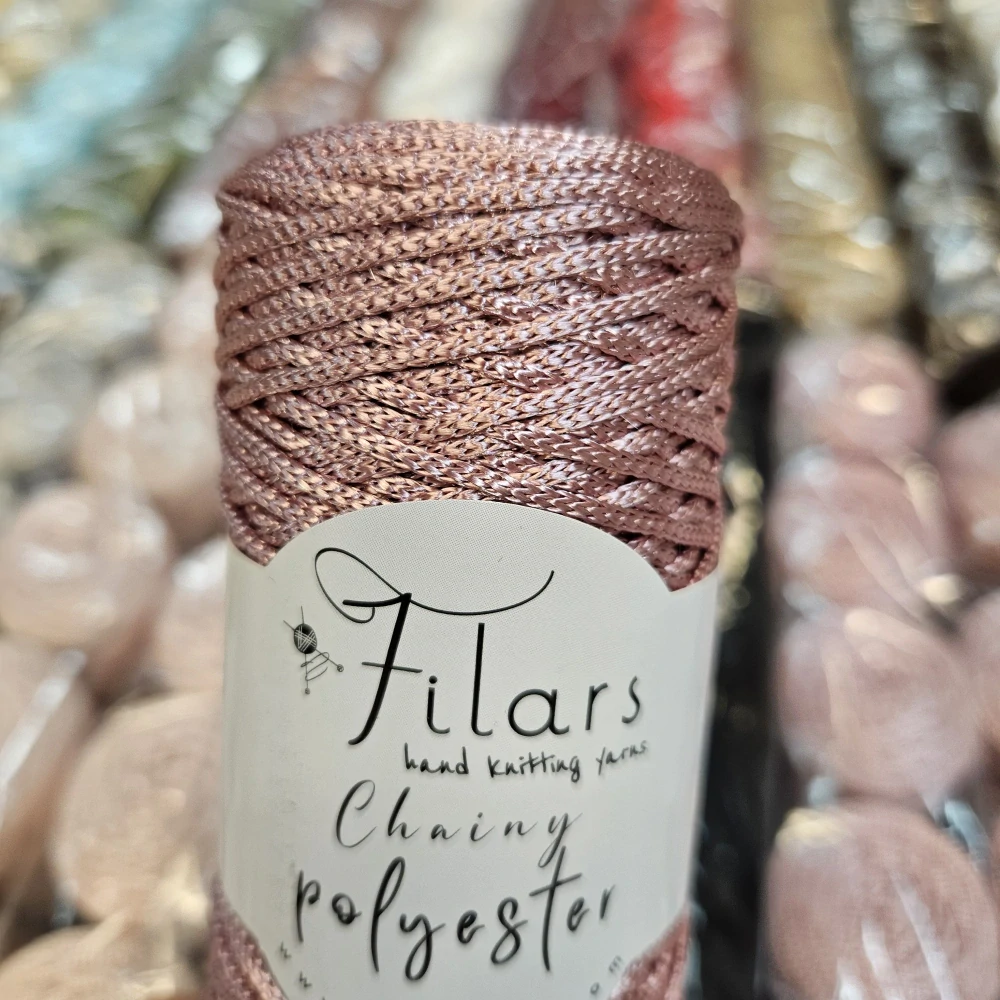 Filars
hand knitting yarns
Chainy
polyester